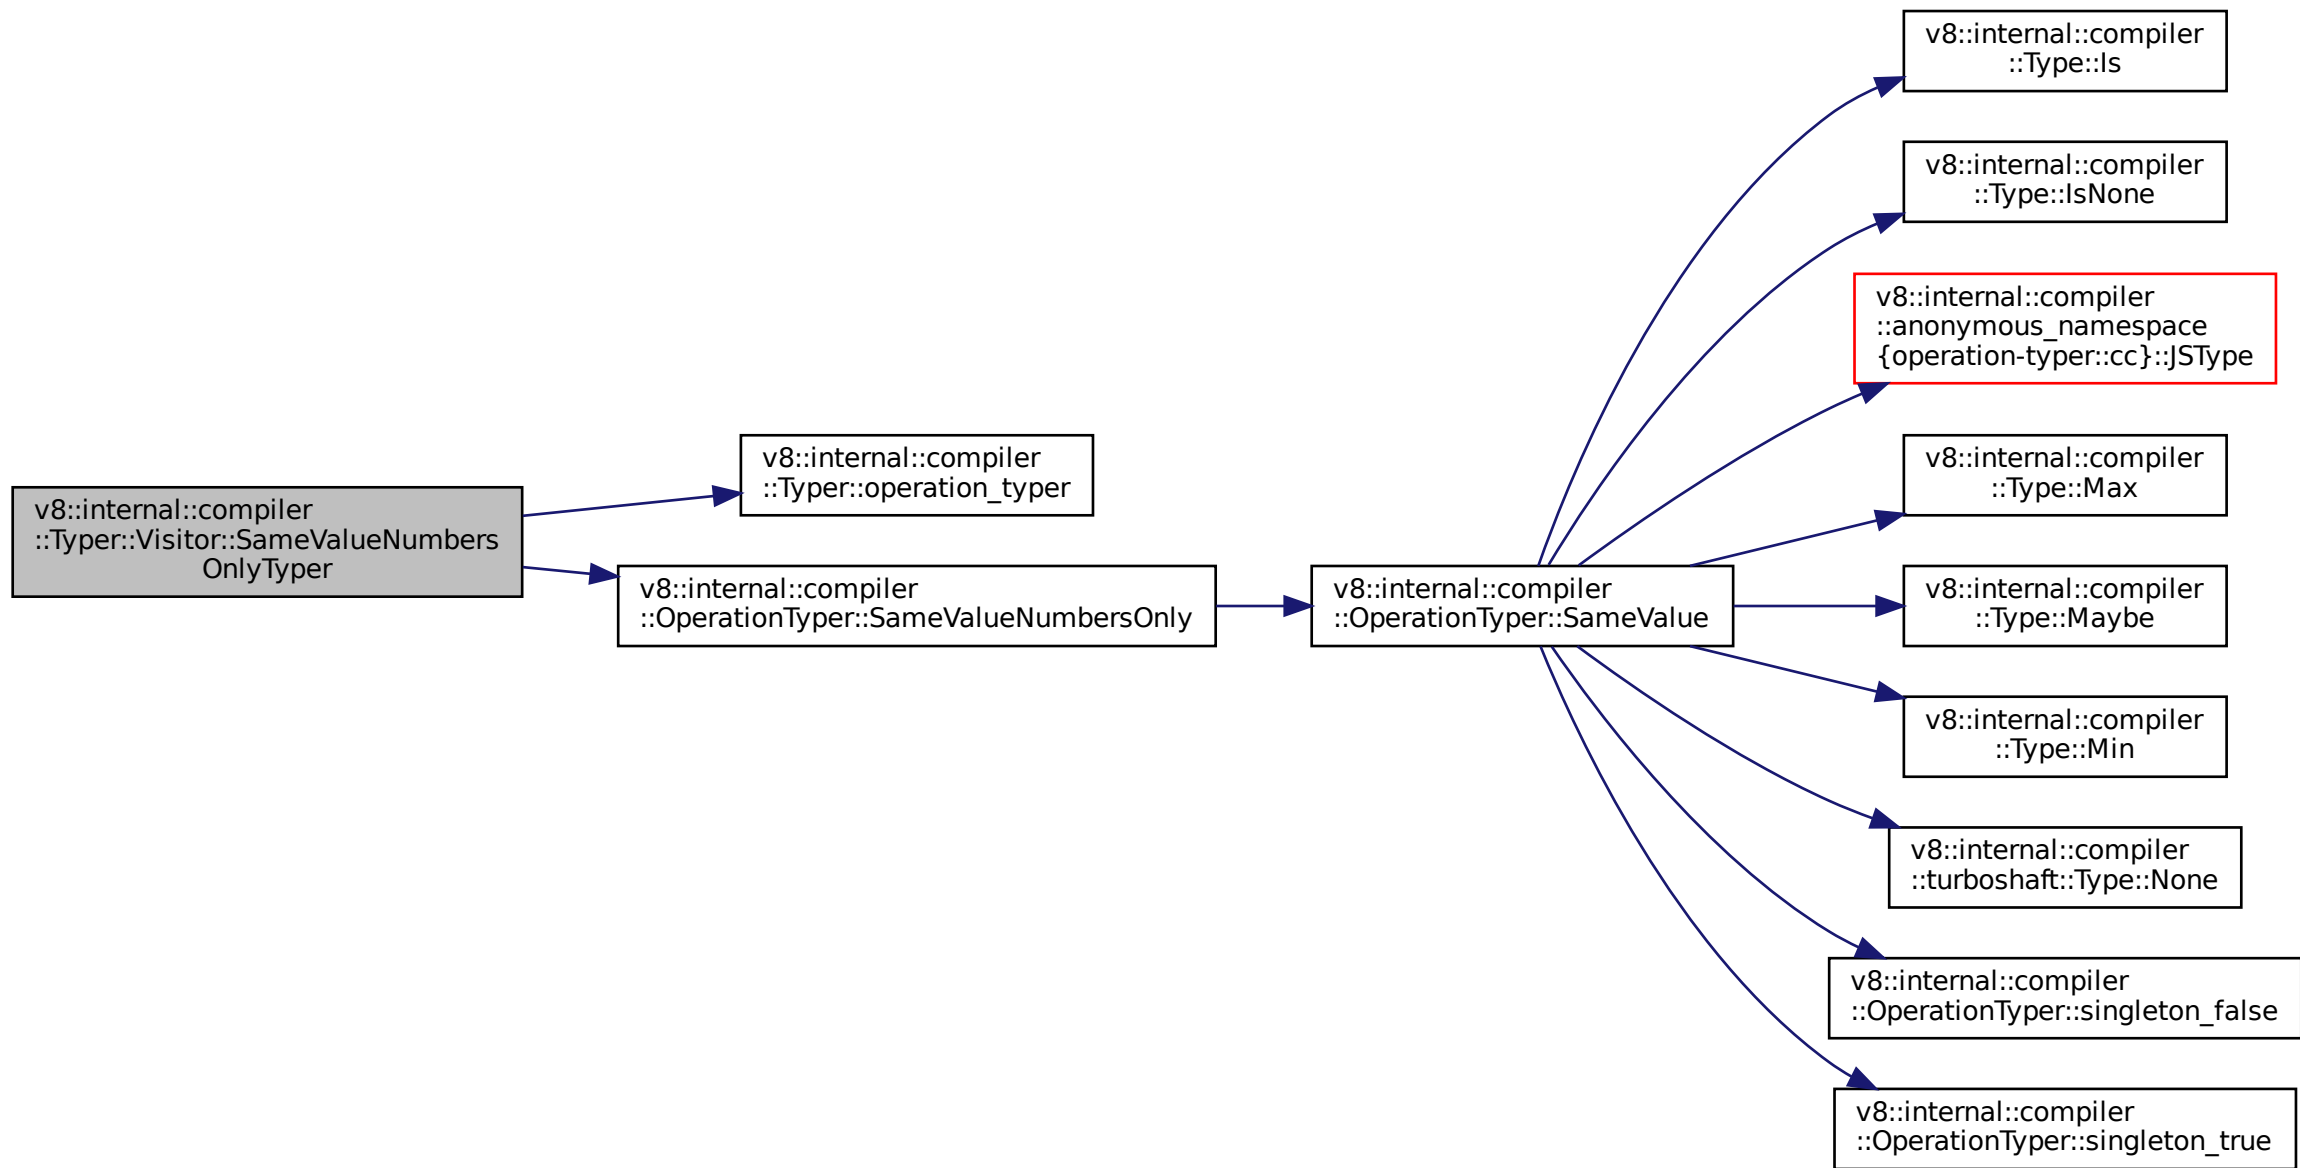 v8::internal::compiler
::Typer::Visitor::SameValueNumbers
OnlyTyper
v8::internal::compiler
::Typer::operation_typer
v8::internal::compiler
::OperationTyper::SameValueNumbersOnly
v8::internal::compiler
::OperationTyper::SameValue
v8::internal::compiler
::Type::Is
v8::internal::compiler
::Type::IsNone
v8::internal::compiler
::anonymous_namespace
{operation-typer::cc}::JSType
v8::internal::compiler
::Type::Max
v8::internal::compiler
::Type::Maybe
v8::internal::compiler
::Type::Min
v8::internal::compiler
::turboshaft::Type::None
v8::internal::compiler
::OperationTyper::singleton_false
v8::internal::compiler
::OperationTyper::singleton_true